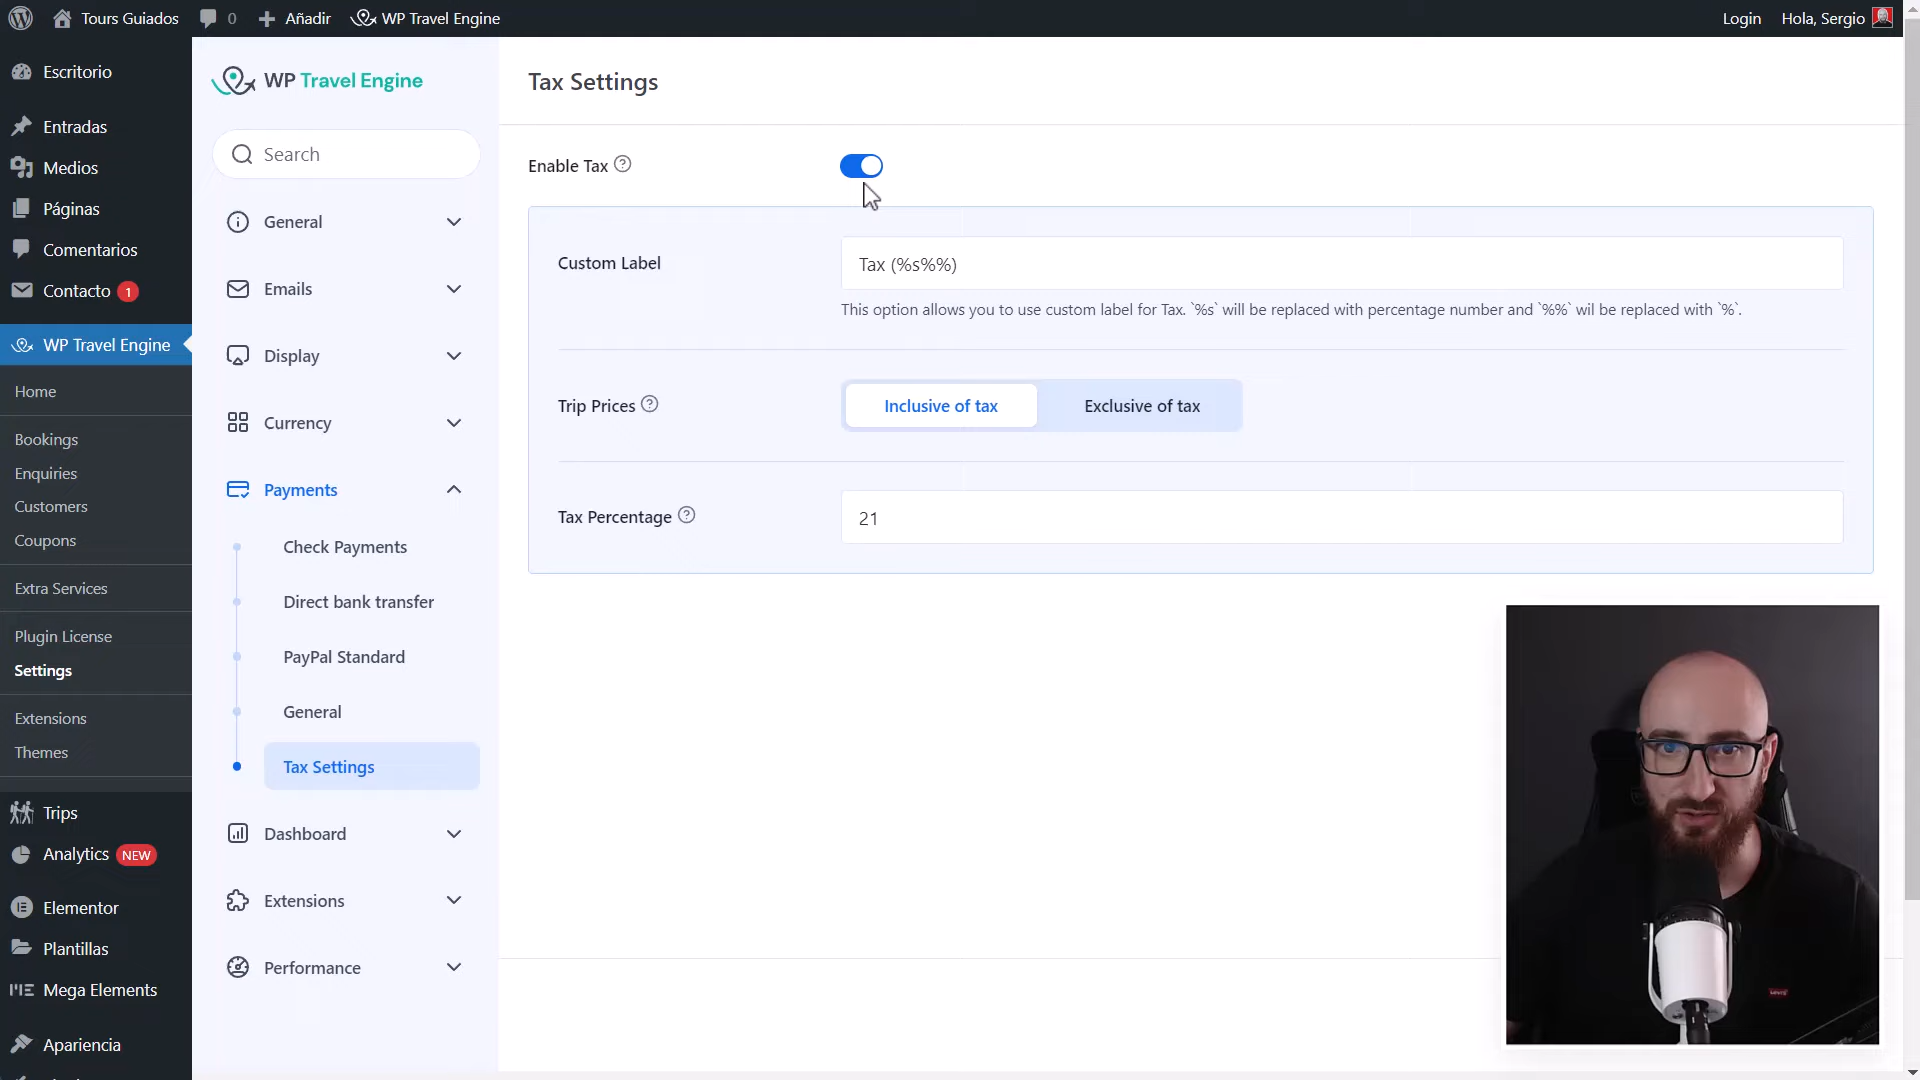 Tours Guiados
0
Añadir
WP Travel Engine
Login
Hola, Sergio
Escritorio
Entradas
Medios
Páginas
Comentarios
Contacto 1
WP Travel Engine
Home
Bookings
Enquiries
Customers
Coupons
Extra Services
Plugin License
Settings
Extensions
Themes
Trips
Analytics NEW
Elementor
Plantillas
Mega Elements
Apariencia
WP Travel Engine
Search
General
Emails
Display
Currency
Payments
Check Payments
Direct bank transfer
PayPal Standard
General
Tax Settings
Dashboard
Extensions
Performance
Tax Settings
Enable Tax
Custom Label
Tax (%s%%)
This option allows you to use custom label for Tax. `%s` will be replaced with percentage number and `%%` wil be replaced with `%`.
Trip Prices
Inclusive of tax
Exclusive of tax
Tax Percentage
21